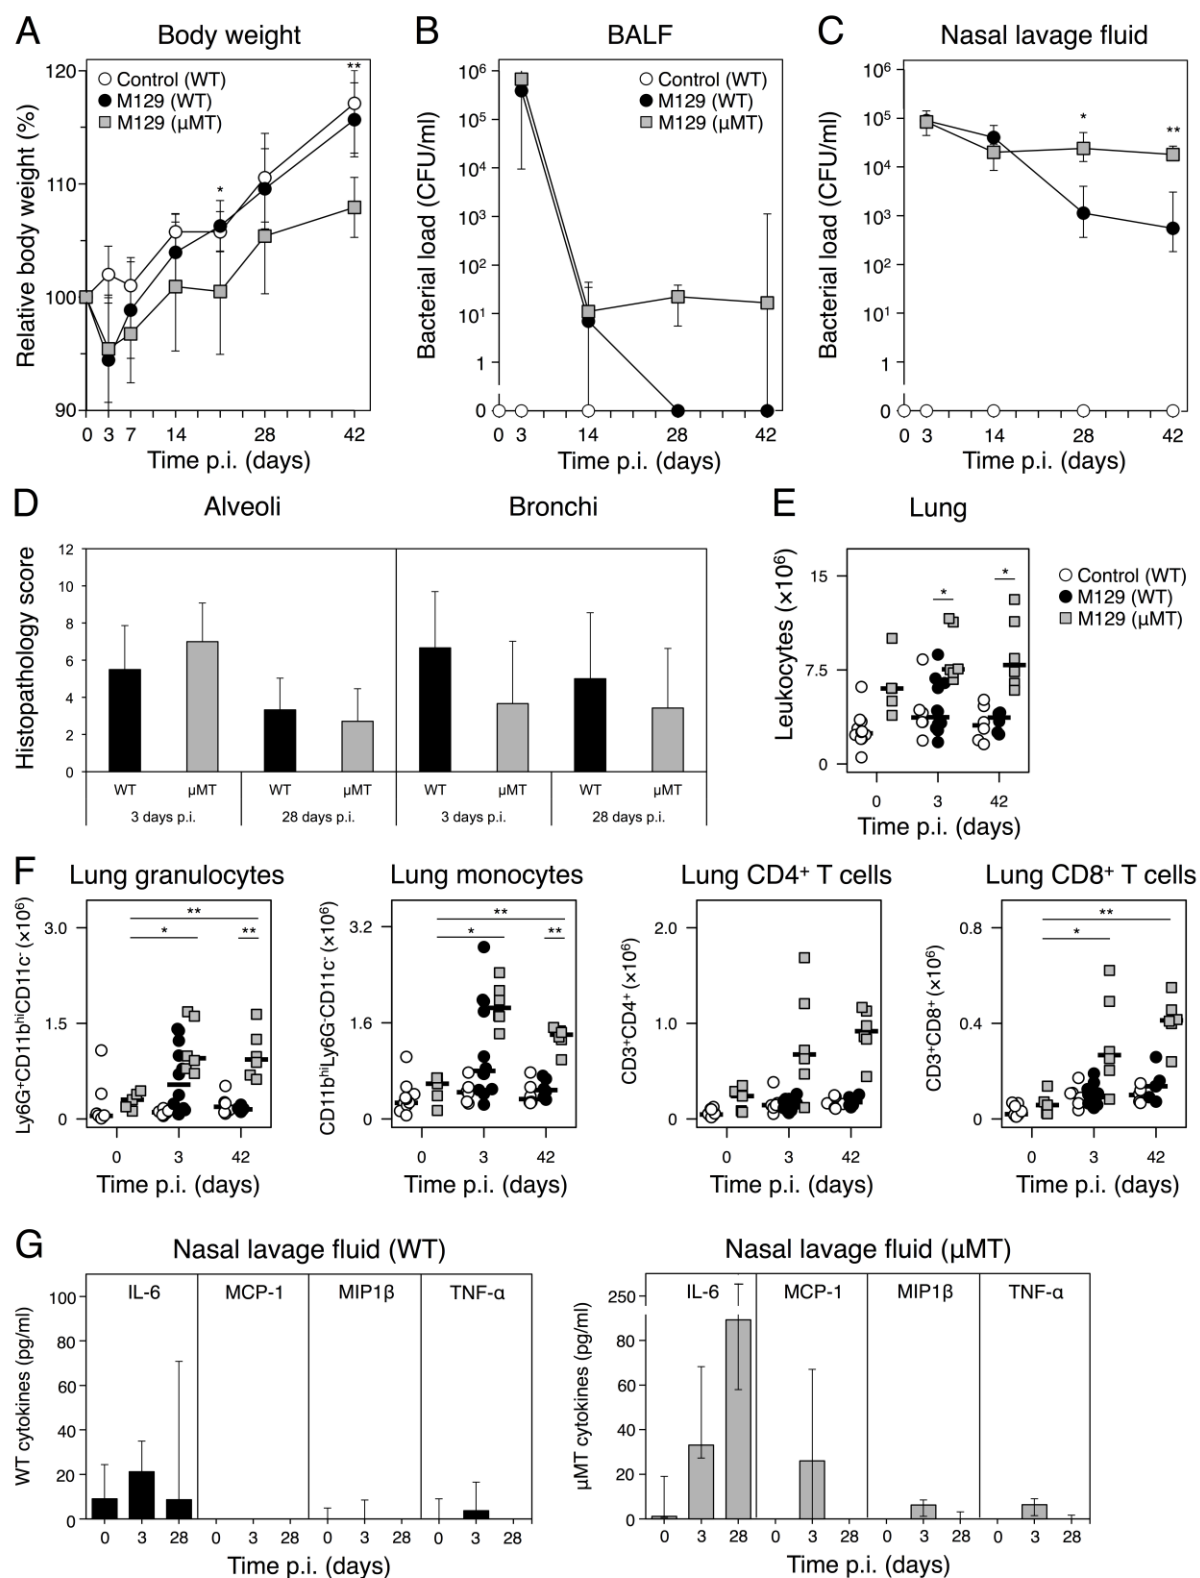 A Body weight
120
110
100
90
Relative body weight (%)
Control (WT)
M129 (WT)
M129 (µMT)
*
**
0 3 7 14 28 42
Time p.i. (days)
B BALF
10⁶
10⁵
10⁴
10³
10²
10¹
1
0
Bacterial load (CFU/ml)
Control (WT)
M129 (WT)
M129 (µMT)
0 3 14 28 42
Time p.i. (days)
C Nasal lavage fluid
10⁶
10⁵
10⁴
10³
10²
10¹
1
0
Bacterial load (CFU/ml)
*
**
0 3 14 28 42
Time p.i. (days)
D Alveoli Bronchi
Histopathology score
12
10
8
6
4
2
0
WT µMT WT µMT WT µMT WT µMT
3 days p.i. 28 days p.i. 3 days p.i. 28 days p.i.
E Lung
Leukocytes (×10⁶)
15
7.5
0
* *
0 3 42
Time p.i. (days)
Control (WT)
M129 (WT)
M129 (µMT)
F Lung granulocytes
Ly6G⁺CD11bʰⁱCD11c⁻ (×10⁶)
3.0
1.5
0
**
* **
0 3 42
Time p.i. (days)
Lung monocytes
CD11bʰⁱLy6G⁻CD11c⁻ (×10⁶)
3.2
1.6
0
**
* **
0 3 42
Time p.i. (days)
Lung CD4⁺ T cells
CD3⁺CD4⁺ (×10⁶)
2.0
1.0
0
0 3 42
Time p.i. (days)
Lung CD8⁺ T cells
CD3⁺CD8⁺ (×10⁶)
0.8
0.4
0
**
*
0 3 42
Time p.i. (days)
G Nasal lavage fluid (WT)
WT cytokines (pg/ml)
100
80
60
40
20
0
IL-6 MCP-1 MIP1β TNF-α
0 3 28 0 3 28 0 3 28 0 3 28
Time p.i. (days)
Nasal lavage fluid (µMT)
µMT cytokines (pg/ml)
250
80
60
40
20
0
IL-6 MCP-1 MIP1β TNF-α
0 3 28 0 3 28 0 3 28 0 3 28
Time p.i. (days)